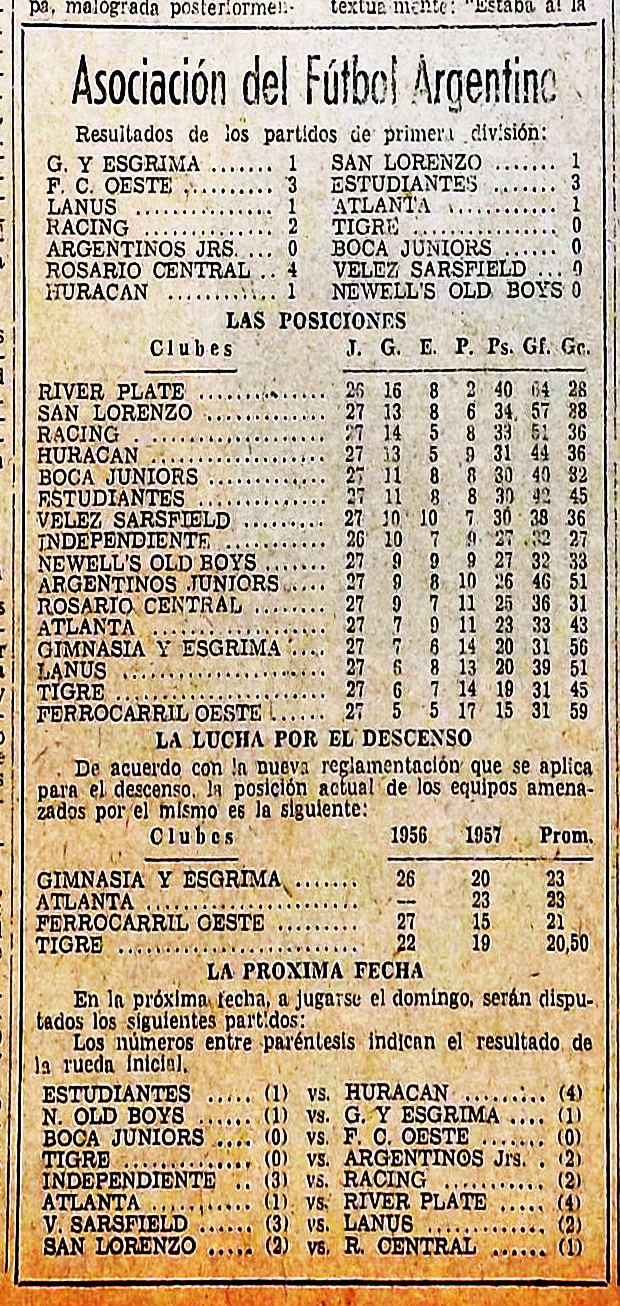 pa, malograda posteriormen-
textua mente: "Estaba al la
Asociación del Fútbol Argentino
Resultados de los partidos de primera división:
G. Y ESGRIMA ....... 1 SAN LORENZO ....... 1
F. C. OESTE .......... 3 ESTUDIANTES ....... 3
LANUS .............. 1 ATLANTA ........... 1
RACING ............. 2 TIGRE ............... 0
ARGENTINOS JRS. ... 0 BOCA JUNIORS ...... 0
ROSARIO CENTRAL .. 4 VELEZ SARSFIELD ... 0
HURACAN ........... 1 NEWELL'S OLD BOYS 0
LAS POSICIONES
Clubes J. G. E. P. Ps. Gf. Gc.
RIVER PLATE ............. 26 16 8 2 40 64 28
SAN LORENZO ............. 27 13 8 6 34 57 38
RACING .................. 27 14 5 8 33 51 36
HURACAN ................. 27 13 5 9 31 44 36
BOCA JUNIORS ............ 27 11 8 8 30 40 32
ESTUDIANTES ............. 27 11 8 8 30 42 45
VELEZ SARSFIELD ......... 27 10 10 7 30 38 36
INDEPENDIENTE ........... 26 10 7 9 27 32 27
NEWELL'S OLD BOYS ....... 27 9 9 9 27 32 33
ARGENTINOS JUNIORS ..... 27 9 8 10 26 46 51
ROSARIO CENTRAL ........ 27 9 7 11 25 36 31
ATLANTA ................. 27 7 9 11 23 33 43
GIMNASIA Y ESGRIMA .... 27 7 6 14 20 31 56
LANUS ................... 27 6 8 13 20 39 51
TIGRE ................... 27 6 7 14 19 31 45
FERROCARRIL OESTE ...... 27 5 5 17 15 31 59
LA LUCHA POR EL DESCENSO
De acuerdo con la nueva reglamentación que se aplica
para el descenso, la posición actual de los equipos amena-
zados por el mismo es la siguiente:
Clubes 1956 1957 Prom.
GIMNASIA Y ESGRIMA ....... 26 20 23
ATLANTA .................... — 23 23
FERROCARRIL OESTE ......... 27 15 21
TIGRE ...................... 22 19 20,50
LA PROXIMA FECHA
En la próxima fecha, a jugarse el domingo, serán dispu-
tados los siguientes partidos:
Los números entre paréntesis indican el resultado de
la rueda inicial.
ESTUDIANTES ..... (1) vs. HURACAN ......... (4)
N. OLD BOYS ..... (1) vs. G. Y ESGRIMA .... (1)
BOCA JUNIORS .... (0) vs. F. C. OESTE ....... (0)
TIGRE ............ (0) vs. ARGENTINOS Jrs. . (2)
INDEPENDIENTE .. (3) vs. RACING ........... (2)
ATLANTA .......... (1) vs. RIVER PLATE ..... (4)
V. SARSFIELD ...... (3) vs. LANUS ............ (2)
SAN LORENZO ..... (2) vs. R. CENTRAL ...... (1)